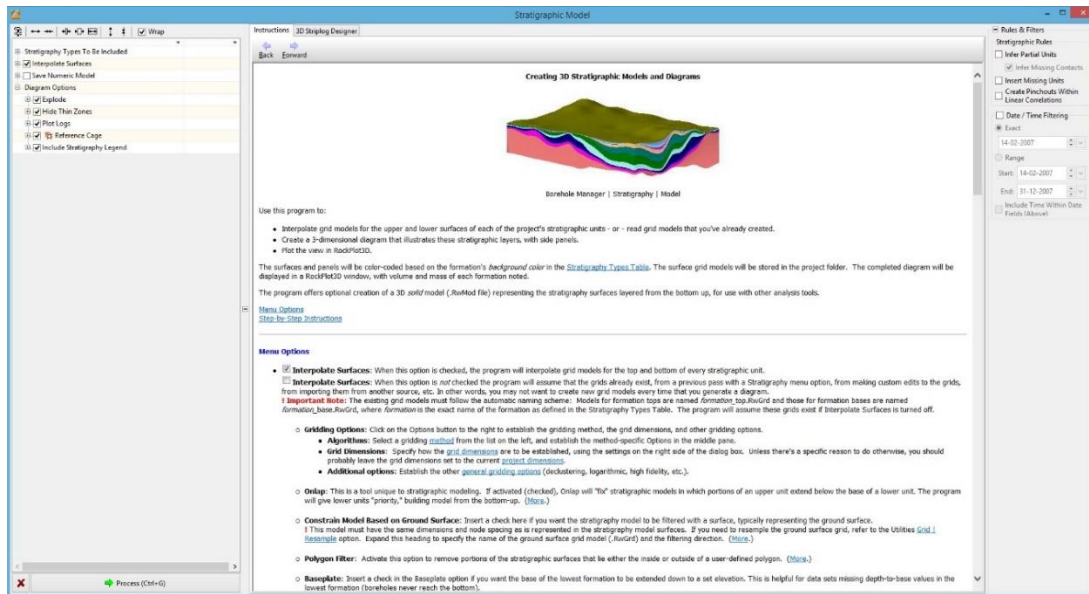 Stratigraphic Model
Wrap
Stratigraphy Types To Be Included
Interpolate Surfaces
Save Numeric Model
Diagram Options
Explode
Hide Thin Zones
Plot Logs
Reference Cage
Include Stratigraphy Legend
Process (Ctrl+G)
Instructions 3D Striplog Designer
Back Forward
Creating 3D Stratigraphic Models and Diagrams
Borehole Manager | Stratigraphy | Model
Use this program to:
• Interpolate grid models for the upper and lower surfaces of each of the project's stratigraphic units - or - read grid models that you've already created.
• Create a 3-dimensional diagram that illustrates these stratigraphic layers, with side panels.
• Plot the view in RockPlot3D.
The surfaces and panels will be color-coded based on the formation's background color in the Stratigraphy Types Table. The surface grid models will be stored in the project folder. The completed diagram will be
displayed in a RockPlot3D window, with volume and mass of each formation noted.
The program offers optional creation of a 3D solid model (.RwMod file) representing the stratigraphy surfaces layered from the bottom up, for use with other analysis tools.
Menu Options
Step-by-Step Instructions
Menu Options
• Interpolate Surfaces: When this option is checked, the program will interpolate grid models for the top and bottom of every stratigraphic unit.
Interpolate Surfaces: When this option is not checked the program will assume that the grids already exist, from a previous pass with a Stratigraphy menu option, from making custom edits to the grids,
from importing them from another source, etc. In other words, you may not want to create new grid models every time that you generate a diagram.
! Important Note: The existing grid models must follow the automatic naming scheme: Models for formation tops are named formation_top.RwGrd and those for formation bases are named
formation_base.RwGrd, where formation is the exact name of the formation as defined in the Stratigraphy Types Table. The program will assume these grids exist if Interpolate Surfaces is turned off.
o Gridding Options: Click on the Options button to the right to establish the gridding method, the grid dimensions, and other gridding options.
• Algorithms: Select a gridding method from the list on the left, and establish the method-specific Options in the middle pane.
• Grid Dimensions: Specify how the grid dimensions are to be established, using the settings on the right side of the dialog box. Unless there's a specific reason to do otherwise, you should
probably leave the grid dimensions set to the current project dimensions.
• Additional options: Establish the other general gridding options (declustering, logarithmic, high fidelity, etc.).
o Onlap: This is a tool unique to stratigraphic modeling. If activated (checked), Onlap will "fix" stratigraphic models in which portions of an upper unit extend below the base of a lower unit. The program
will give lower units "priority," building model from the bottom-up. (More.)
o Constrain Model Based on Ground Surface: Insert a check here if you want the stratigraphy model to be filtered with a surface, typically representing the ground surface.
! This model must have the same dimensions and node spacing as is represented in the stratigraphy model surfaces. If you need to resample the ground surface grid, refer to the Utilities Grid |
Resample option. Expand this heading to specify the name of the ground surface grid model (.RwGrd) and the filtering direction. (More.)
o Polygon Filter: Activate this option to remove portions of the stratigraphic surfaces that lie either the inside or outside of a user-defined polygon. (More.)
o Baseplate: Insert a check in the Baseplate option if you want the base of the lowest formation to be extended down to a set elevation. This is helpful for data sets missing depth-to-base values in the
lowest formation (boreholes never reach the bottom).
Rules & Filters
Stratigraphic Rules
Infer Partial Units
Infer Missing Contacts
Insert Missing Units
Create Pinchouts Within
Linear Correlations
Date / Time Filtering
Exact
14-02-2007
Range
Start: 14-02-2007
End: 31-12-2007
Include Time Within Date
Fields (Above)